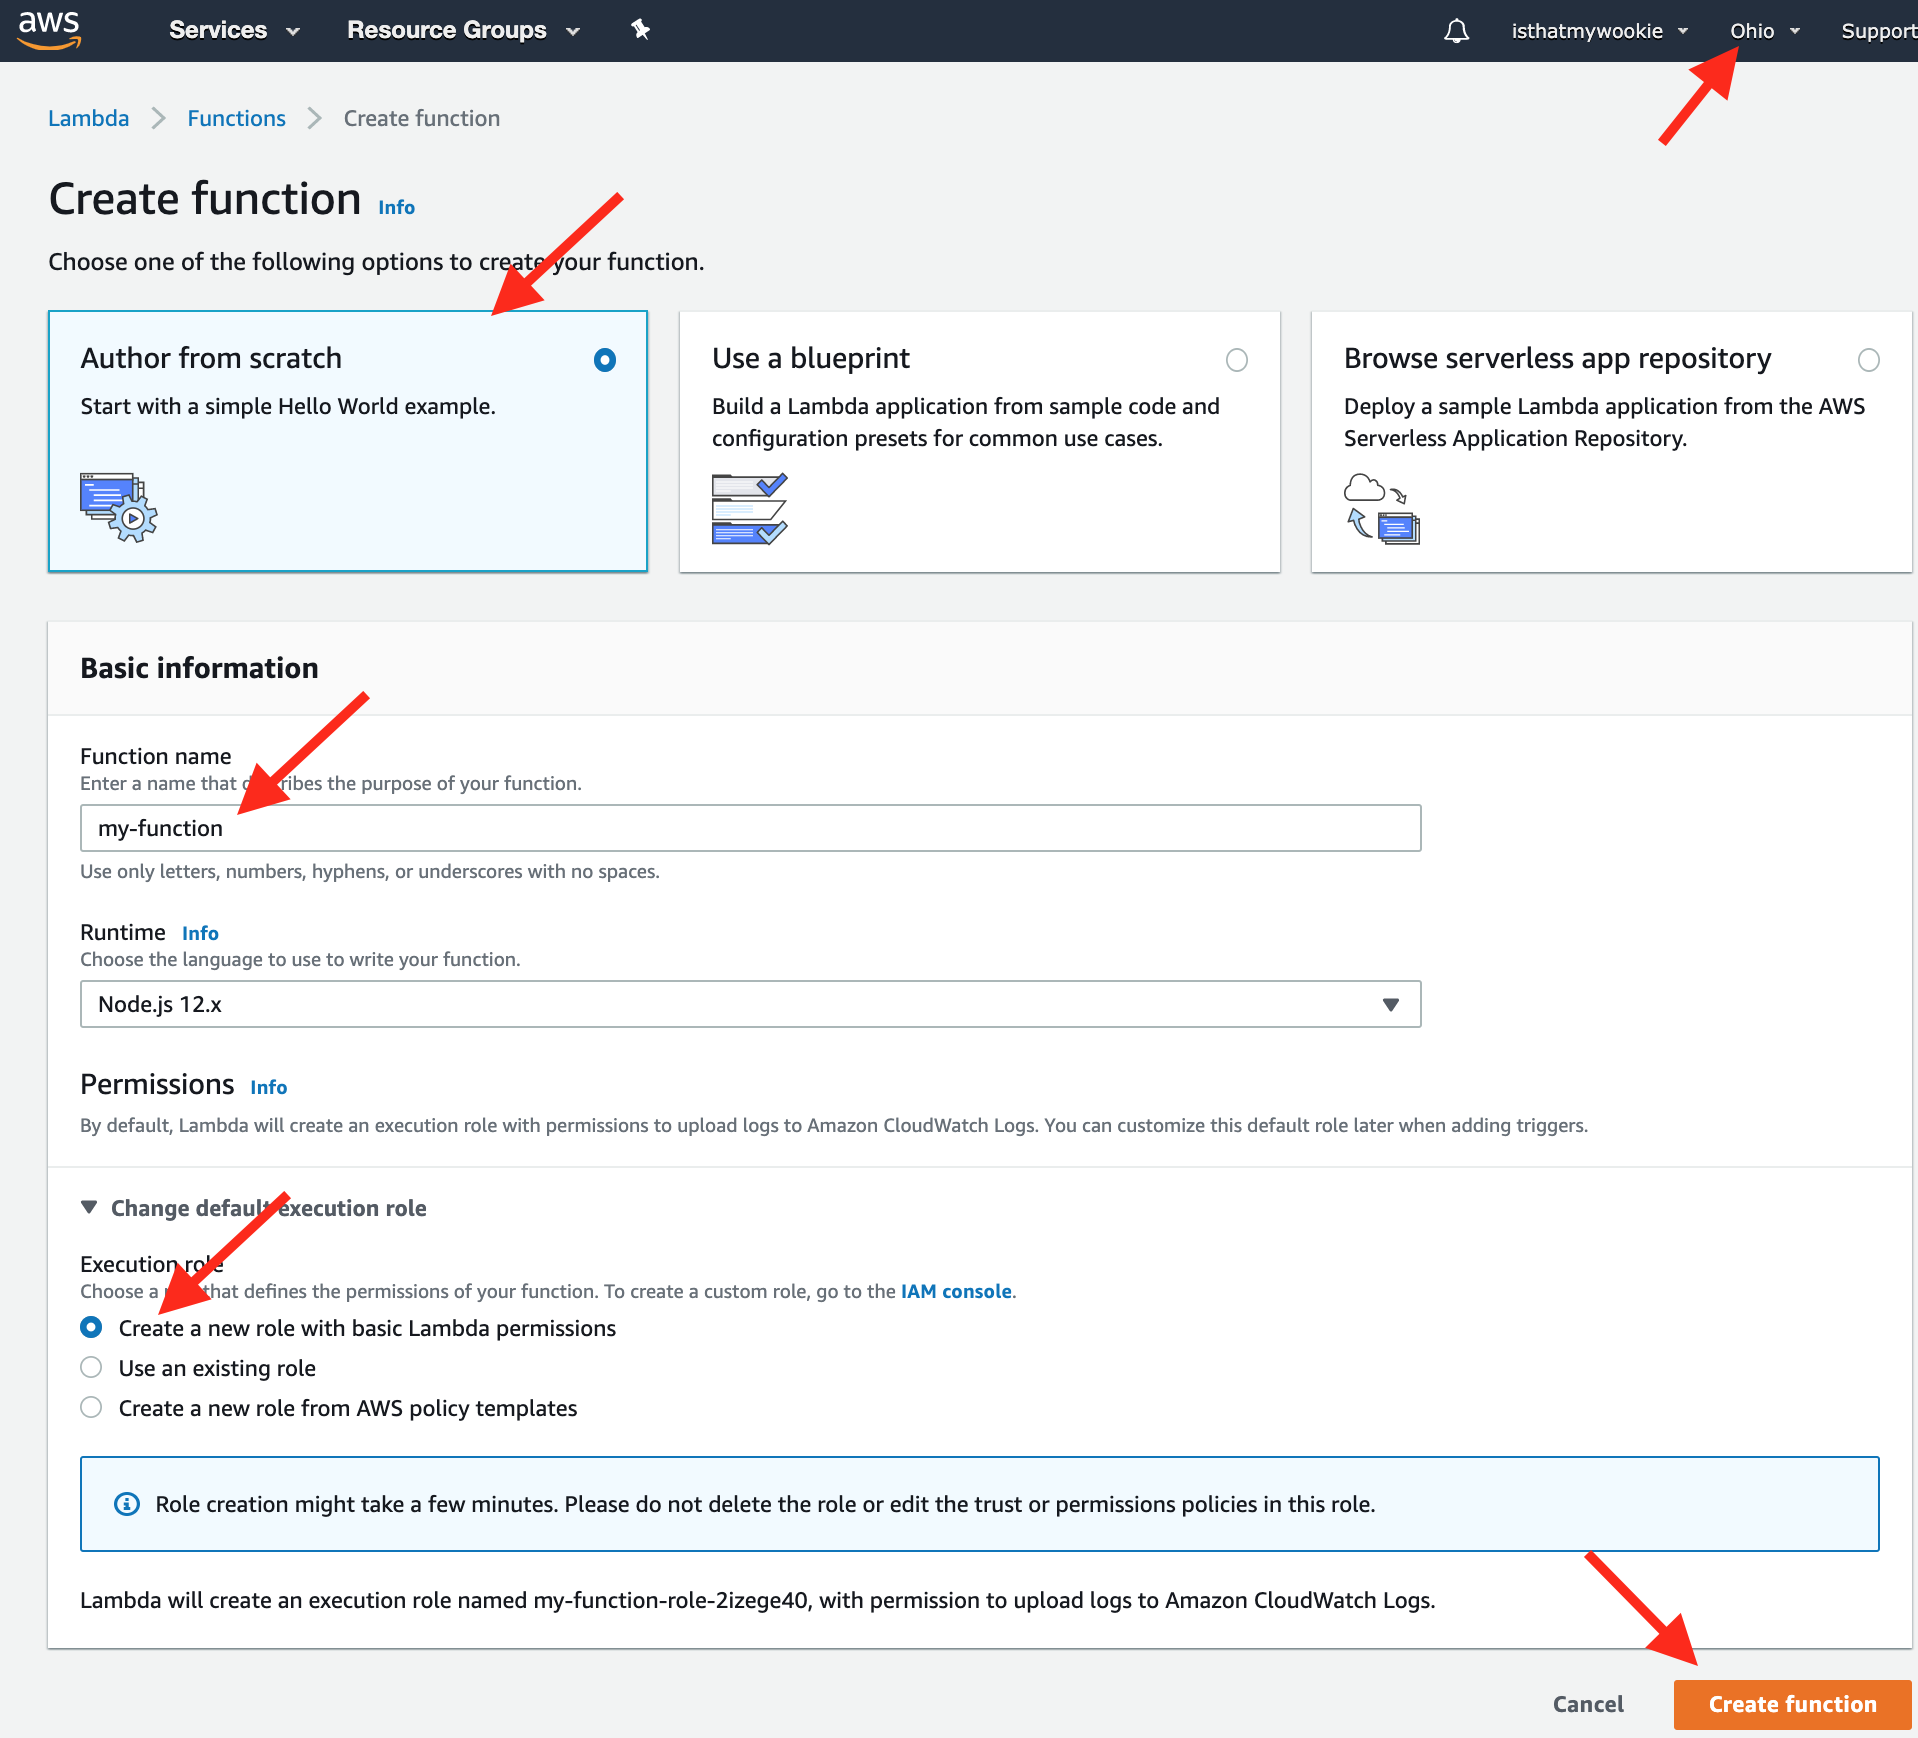 aws Services Resource Groups isthatmywookie Ohio Support
Lambda Functions Create function
Create function Info
Choose one of the following options to create your function.
Author from scratch
Start with a simple Hello World example.
Use a blueprint
Build a Lambda application from sample code and
configuration presets for common use cases.
Browse serverless app repository
Deploy a sample Lambda application from the AWS
Serverless Application Repository.
Basic information
Function name
Enter a name that describes the purpose of your function.
my-function
Use only letters, numbers, hyphens, or underscores with no spaces.
Runtime Info
Choose the language to use to write your function.
Node.js 12.x
Permissions Info
By default, Lambda will create an execution role with permissions to upload logs to Amazon CloudWatch Logs. You can customize this default role later when adding triggers.
Change default execution role
Execution role
Choose a role that defines the permissions of your function. To create a custom role, go to the IAM console.
Create a new role with basic Lambda permissions
Use an existing role
Create a new role from AWS policy templates
Role creation might take a few minutes. Please do not delete the role or edit the trust or permissions policies in this role.
Lambda will create an execution role named my-function-role-2izege40, with permission to upload logs to Amazon CloudWatch Logs.
Cancel Create function